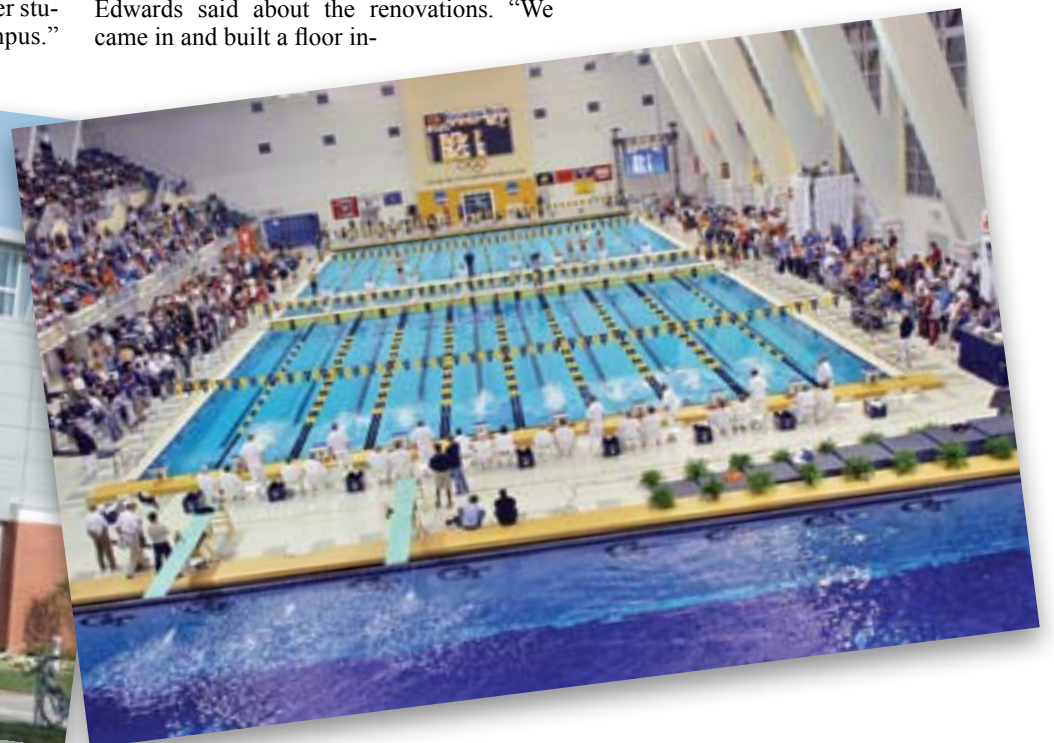 er stu-
mpus.”
Edwards said about the renovations. “We
came in and built a floor in-